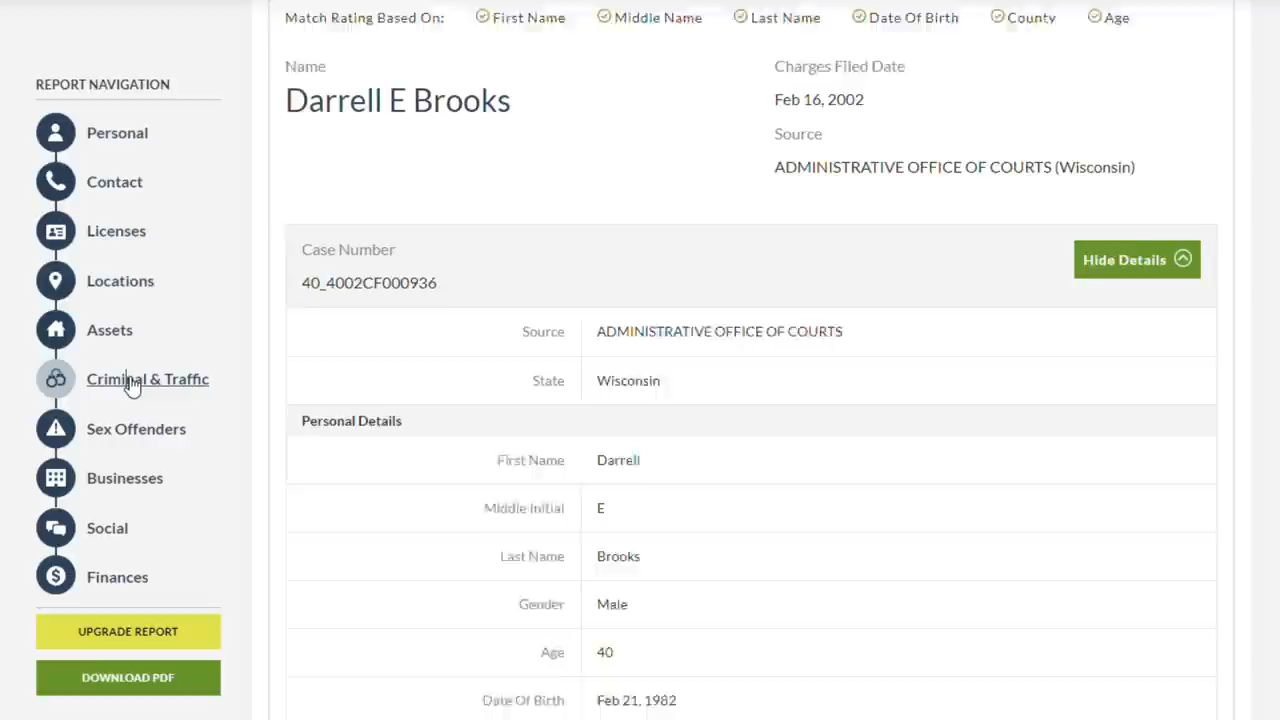 Match Rating Based On: First Name Middle Name Last Name Date Of Birth County Age
REPORT NAVIGATION
Personal
Contact
Licenses
Locations
Assets
Criminal & Traffic
Sex Offenders
Businesses
Social
Finances
UPGRADE REPORT
DOWNLOAD PDF
Name
Darrell E Brooks
Charges Filed Date
Feb 16, 2002
Source
ADMINISTRATIVE OFFICE OF COURTS (Wisconsin)
Case Number
40_4002CF000936
Hide Details
Source ADMINISTRATIVE OFFICE OF COURTS
State Wisconsin
Personal Details
First Name Darrell
Middle Initial E
Last Name Brooks
Gender Male
Age 40
Date Of Birth Feb 21, 1982